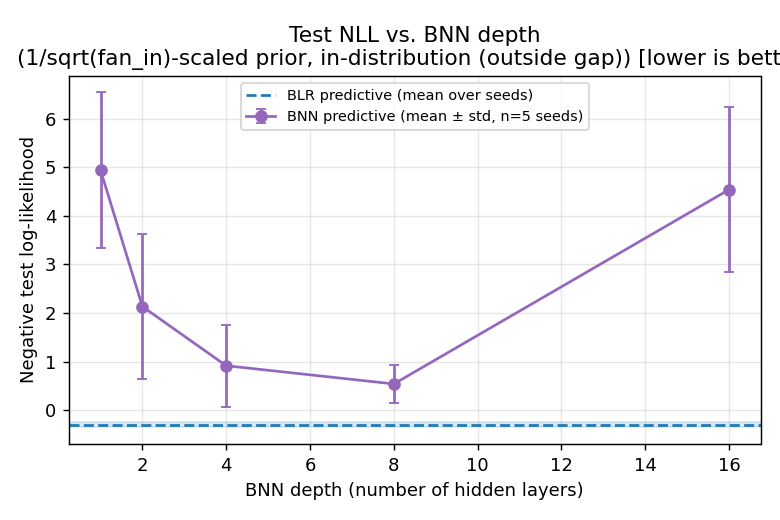 Test NLL vs. BNN depth
(1/sqrt(fan_in)-scaled prior, in-distribution (outside gap)) [lower is bett
BLR predictive (mean over seeds)
BNN predictive (mean ± std, n=5 seeds)
Negative test log-likelihood
6
5
4
3
2
1
0
2 4 6 8 10 12 14 16
BNN depth (number of hidden layers)